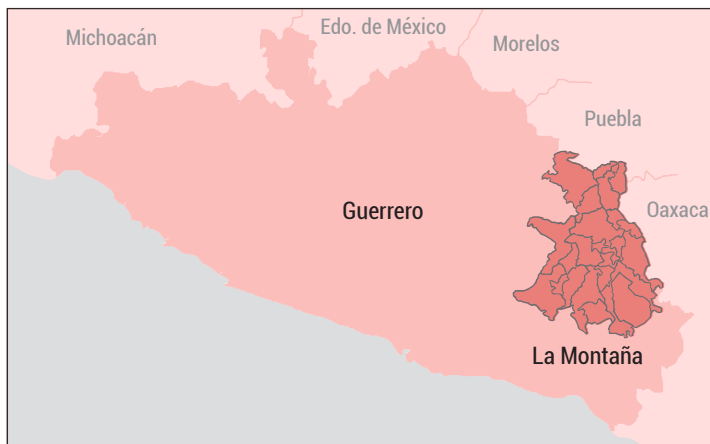 Edo. de México
Michoacán
Morelos
Puebla
Guerrero
Oaxaca
La Montaña